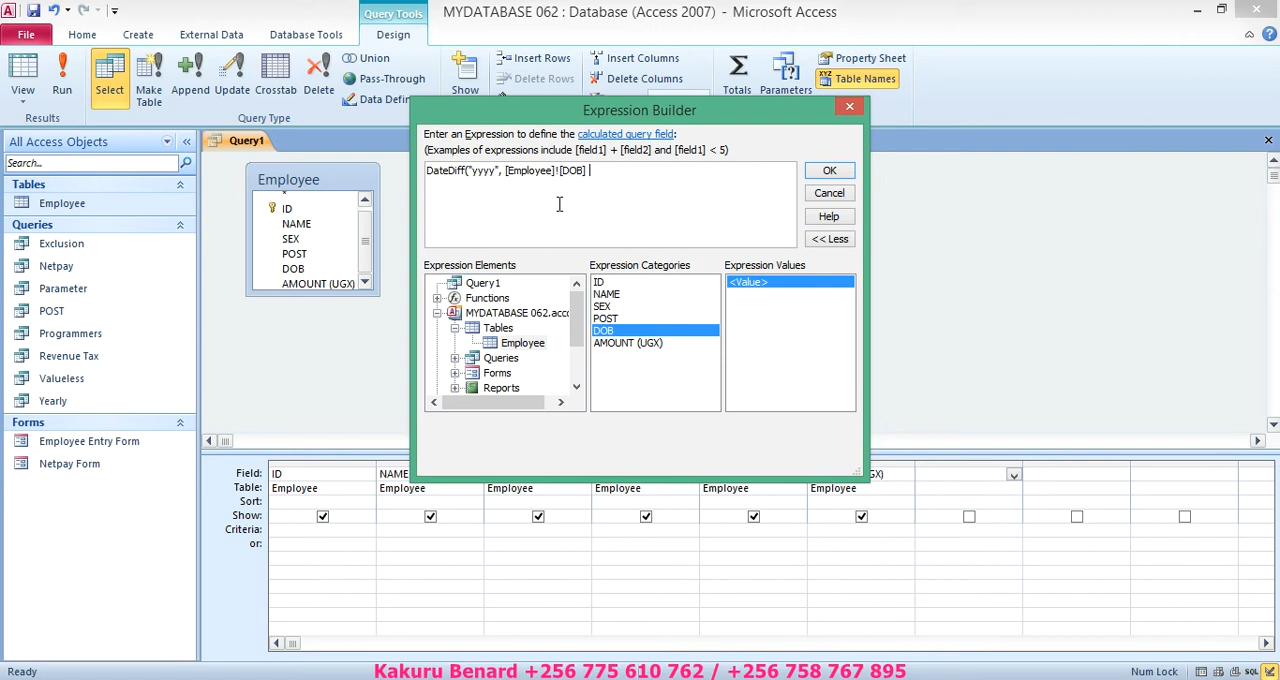 Query Tools
MYDATABASE 062 : Database (Access 2007) - Microsoft Access
File Home Create External Data Database Tools Design
View Run Select Make Table Append Update Crosstab Delete
Union
Pass-Through
Show
Insert Rows
Delete Rows
Insert Columns
Delete Columns
Totals Parameters
Property Sheet
Table Names
Results Query Type
All Access Objects
Search...
Tables
Employee
Queries
Exclusion
Netpay
Parameter
POST
Programmers
Revenue Tax
Valueless
Yearly
Forms
Employee Entry Form
Netpay Form
Query1
Employee
*
ID
NAME
SEX
POST
DOB
AMOUNT (UGX)
Expression Builder
Enter an Expression to define the calculated query field:
(Examples of expressions include [field1] + [field2] and [field1] < 5)
DateDiff("yyyy", [Employee]![DOB]
OK
Cancel
Help
<< Less
Expression Elements
Query1
Functions
MYDATABASE 062.acc
Tables
Employee
Queries
Forms
Reports
Expression Categories
ID
NAME
SEX
POST
DOB
AMOUNT (UGX)
Expression Values
<Value>
Field: ID NAME GX)
Table: Employee Employee Employee Employee Employee Employee
Sort:
Show:
Criteria:
or:
Ready
Kakuru Benard +256 775 610 762 / +256 758 767 895
Num Lock
SQL